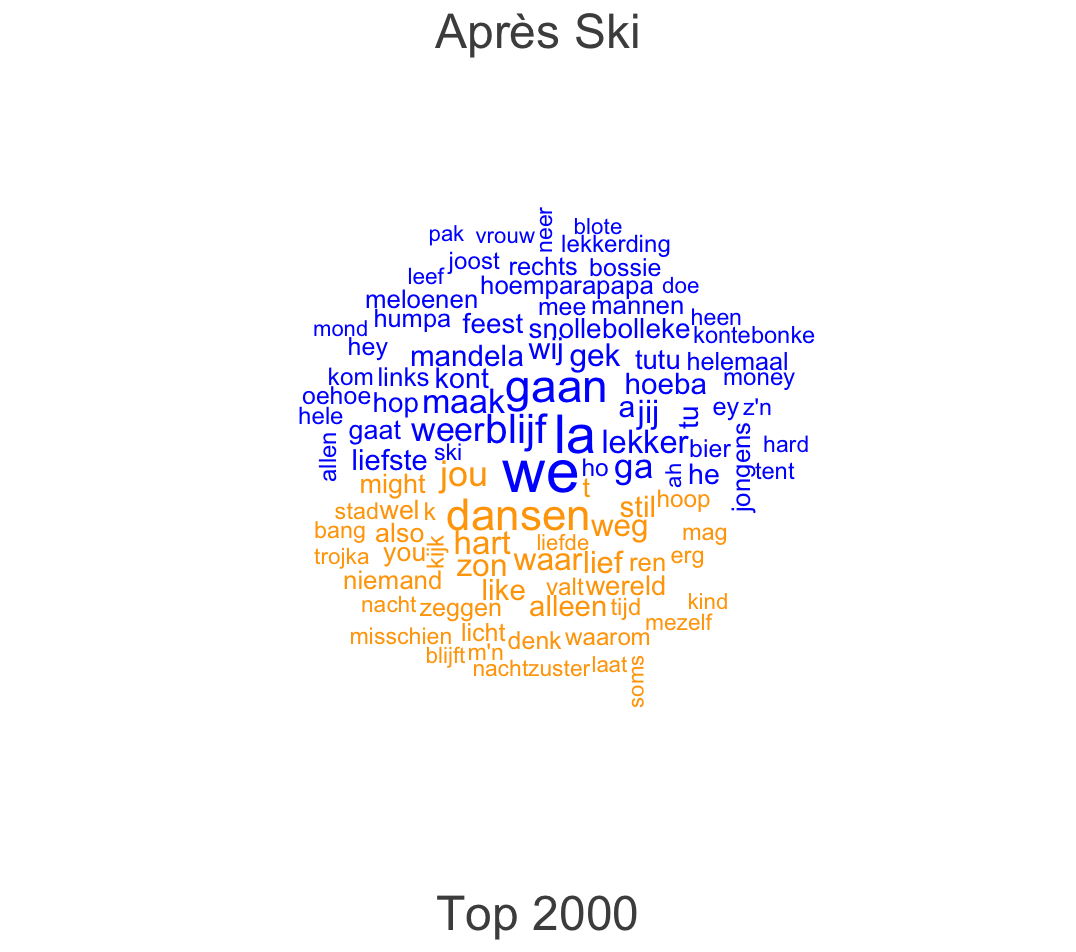 Après Ski
blote
neer
pak vrouw lekkerding
joost rechts bossie
leef hoemparapapa doe
meloenen mee mannen heen
mond humpa feest snollebolleke kontebonke
hey mandela wij gek tutu helemaal
kom links kont gaan hoeba money
oehoe hop maak a jij tu ey z'n
hele gaat weer blijf la lekker bier hard
allen liefste ski we ho ga ah he jongens tent
might jou t
stad wel k dansen stil hoop
bang also hart liefde weg mag
trojka you kijk zon waar lief ren erg
niemand like valt wereld
nacht zeggen alleen tijd kind
misschien licht denk waarom mezelf
blijft m'n
nachtzuster laat soms
Top 2000